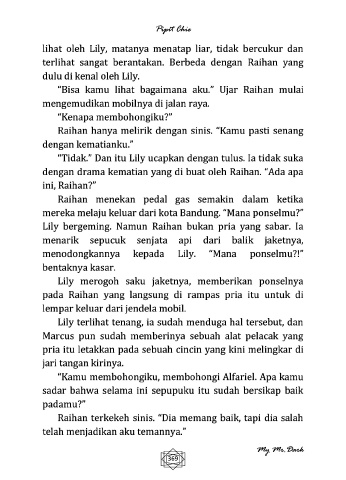 Pipit Chie
lihat oleh Lily, matanya menatap liar, tidak bercukur dan
terlihat sangat berantakan. Berbeda dengan Raihan yang
dulu di kenal oleh Lily.
“Bisa kamu lihat bagaimana aku.” Ujar Raihan mulai
mengemudikan mobilnya di jalan raya.
“Kenapa membohongiku?”
Raihan hanya melirik dengan sinis. “Kamu pasti senang
dengan kematianku.”
“Tidak.” Dan itu Lily ucapkan dengan tulus. Ia tidak suka
dengan drama kematian yang di buat oleh Raihan. “Ada apa
ini, Raihan?”
Raihan menekan pedal gas semakin dalam ketika
mereka melaju keluar dari kota Bandung. “Mana ponselmu?”
Lily bergeming. Namun Raihan bukan pria yang sabar. Ia
menarik sepucuk senjata api dari balik jaketnya,
menodongkannya kepada Lily. “Mana ponselmu?!”
bentaknya kasar.
Lily merogoh saku jaketnya, memberikan ponselnya
pada Raihan yang langsung di rampas pria itu untuk di
lempar keluar dari jendela mobil.
Lily terlihat tenang, ia sudah menduga hal tersebut, dan
Marcus pun sudah memberinya sebuah alat pelacak yang
pria itu letakkan pada sebuah cincin yang kini melingkar di
jari tangan kirinya.
“Kamu membohongiku, membohongi Alfariel. Apa kamu
sadar bahwa selama ini sepupuku itu sudah bersikap baik
padamu?”
Raihan terkekeh sinis. “Dia memang baik, tapi dia salah
telah menjadikan aku temannya.”
My Mr. Dark
369